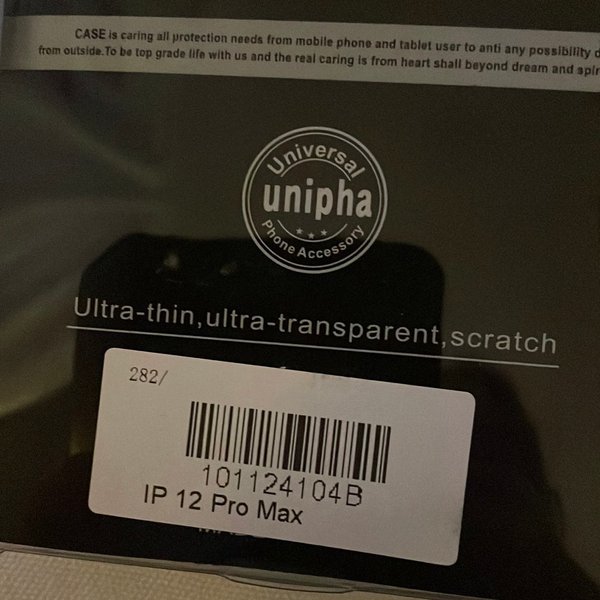 CASE is caring all protection needs from mobile phone and tablet user to anti any possibility
from outside.To be top grade life with us and the real caring is from heart shall beyond dream and
Universal
unipha
Phone Accessory
Ultra-thin,ultra-transparent,scratch
282/
101124104B
IP 12 Pro Max